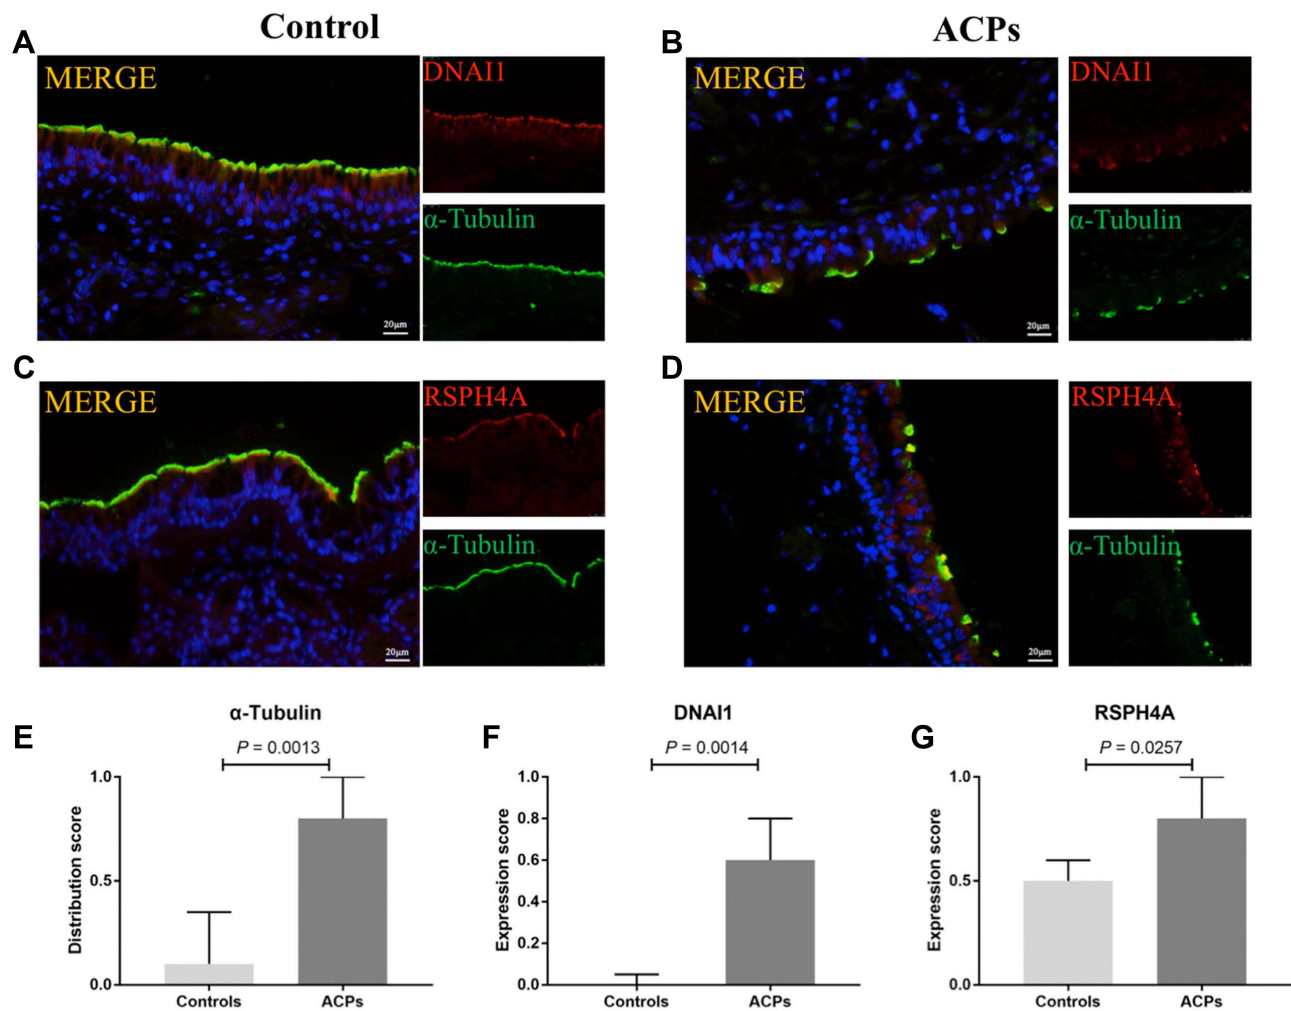 Control
ACPs
A
MERGE
20µm
DNAI1
α-Tubulin
B
MERGE
20µm
DNAI1
α-Tubulin
C
MERGE
20µm
RSPH4A
α-Tubulin
D
MERGE
20µm
RSPH4A
α-Tubulin
E
α-Tubulin
P = 0.0013
Distribution score
1.0
0.5
0.0
Controls
ACPs
F
DNAI1
P = 0.0014
Expression score
1.0
0.8
0.6
0.4
0.2
0.0
Controls
ACPs
G
RSPH4A
P = 0.0257
Expression score
1.0
0.5
0.0
Controls
ACPs